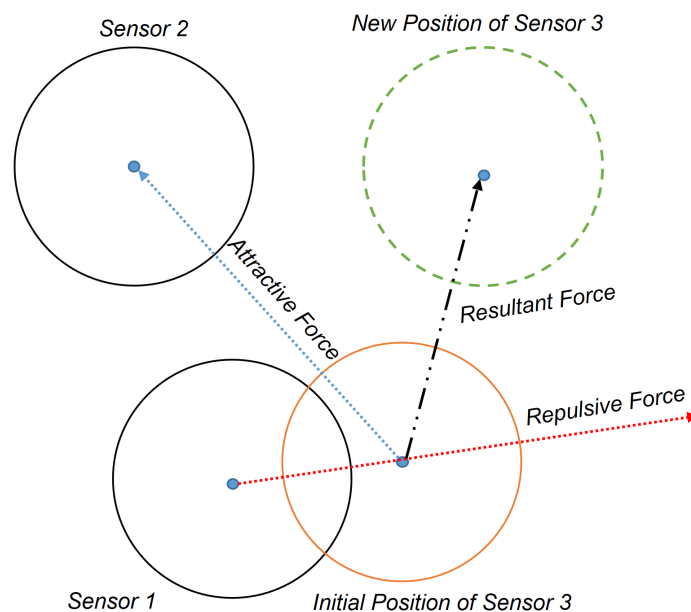 Sensor 2
New Position of Sensor 3
Attractive Force
Resultant Force
Repulsive Force
Sensor 1
Initial Position of Sensor 3